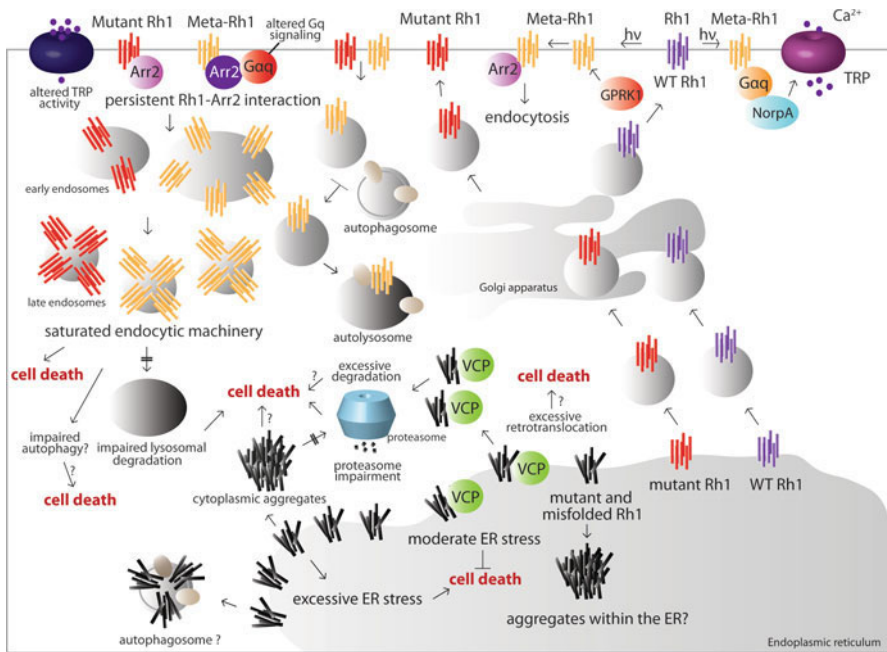 Mutant Rh1
Meta-Rh1
altered Gq
signaling
Mutant Rh1
Meta-Rh1
Rh1
Meta-Rh1
Ca2+
hν
hν
Arr2
Arr2
Gαq
Arr2
GPRK1
WT Rh1
Gαq
NorpA
TRP
altered TRP
activity
persistent Rh1-Arr2 interaction
endocytosis
early endosomes
autophagosome
late endosomes
Golgi apparatus
autolysosome
saturated endocytic machinery
cell death
impaired
autophagy?
?
cell death
impaired lysosomal
degradation
cell death
?
excessive
degradation
?
cytoplasmic aggregates
proteasome
proteasome
impairment
VCP
VCP
VCP
VCP
cell death
?
excessive
retrotranslocation
mutant and
misfolded Rh1
mutant Rh1
WT Rh1
moderate ER stress
cell death
excessive ER stress
autophagosome ?
aggregates within the ER?
Endoplasmic reticulum